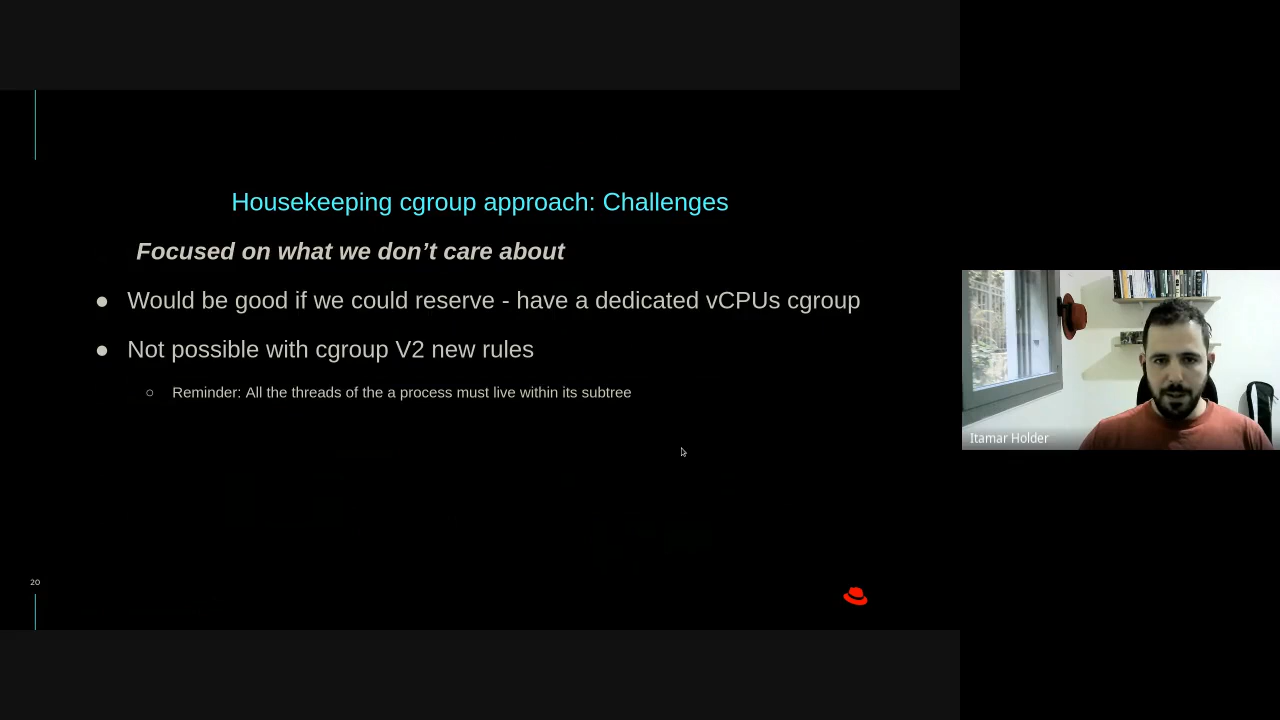 Housekeeping cgroup approach: Challenges
Focused on what we don’t care about
● Would be good if we could reserve - have a dedicated vCPUs cgroup
● Not possible with cgroup V2 new rules
○ Reminder: All the threads of the a process must live within its subtree
Itamar Holder
20